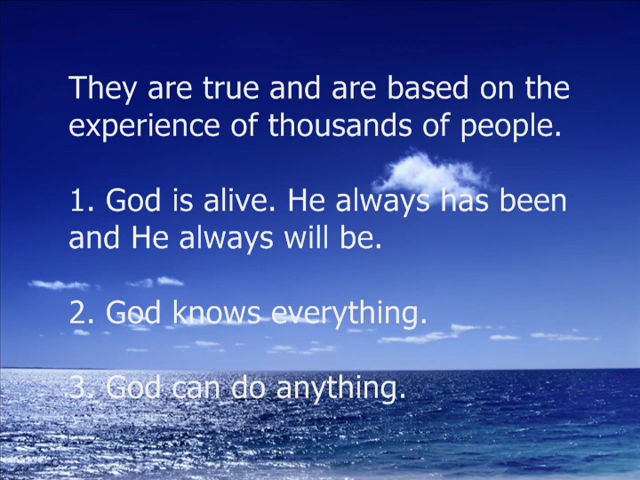 They are true and are based on the
experience of thousands of people.
1. God is alive. He always has been
and He always will be.
2. God knows everything.
3. God can do anything.